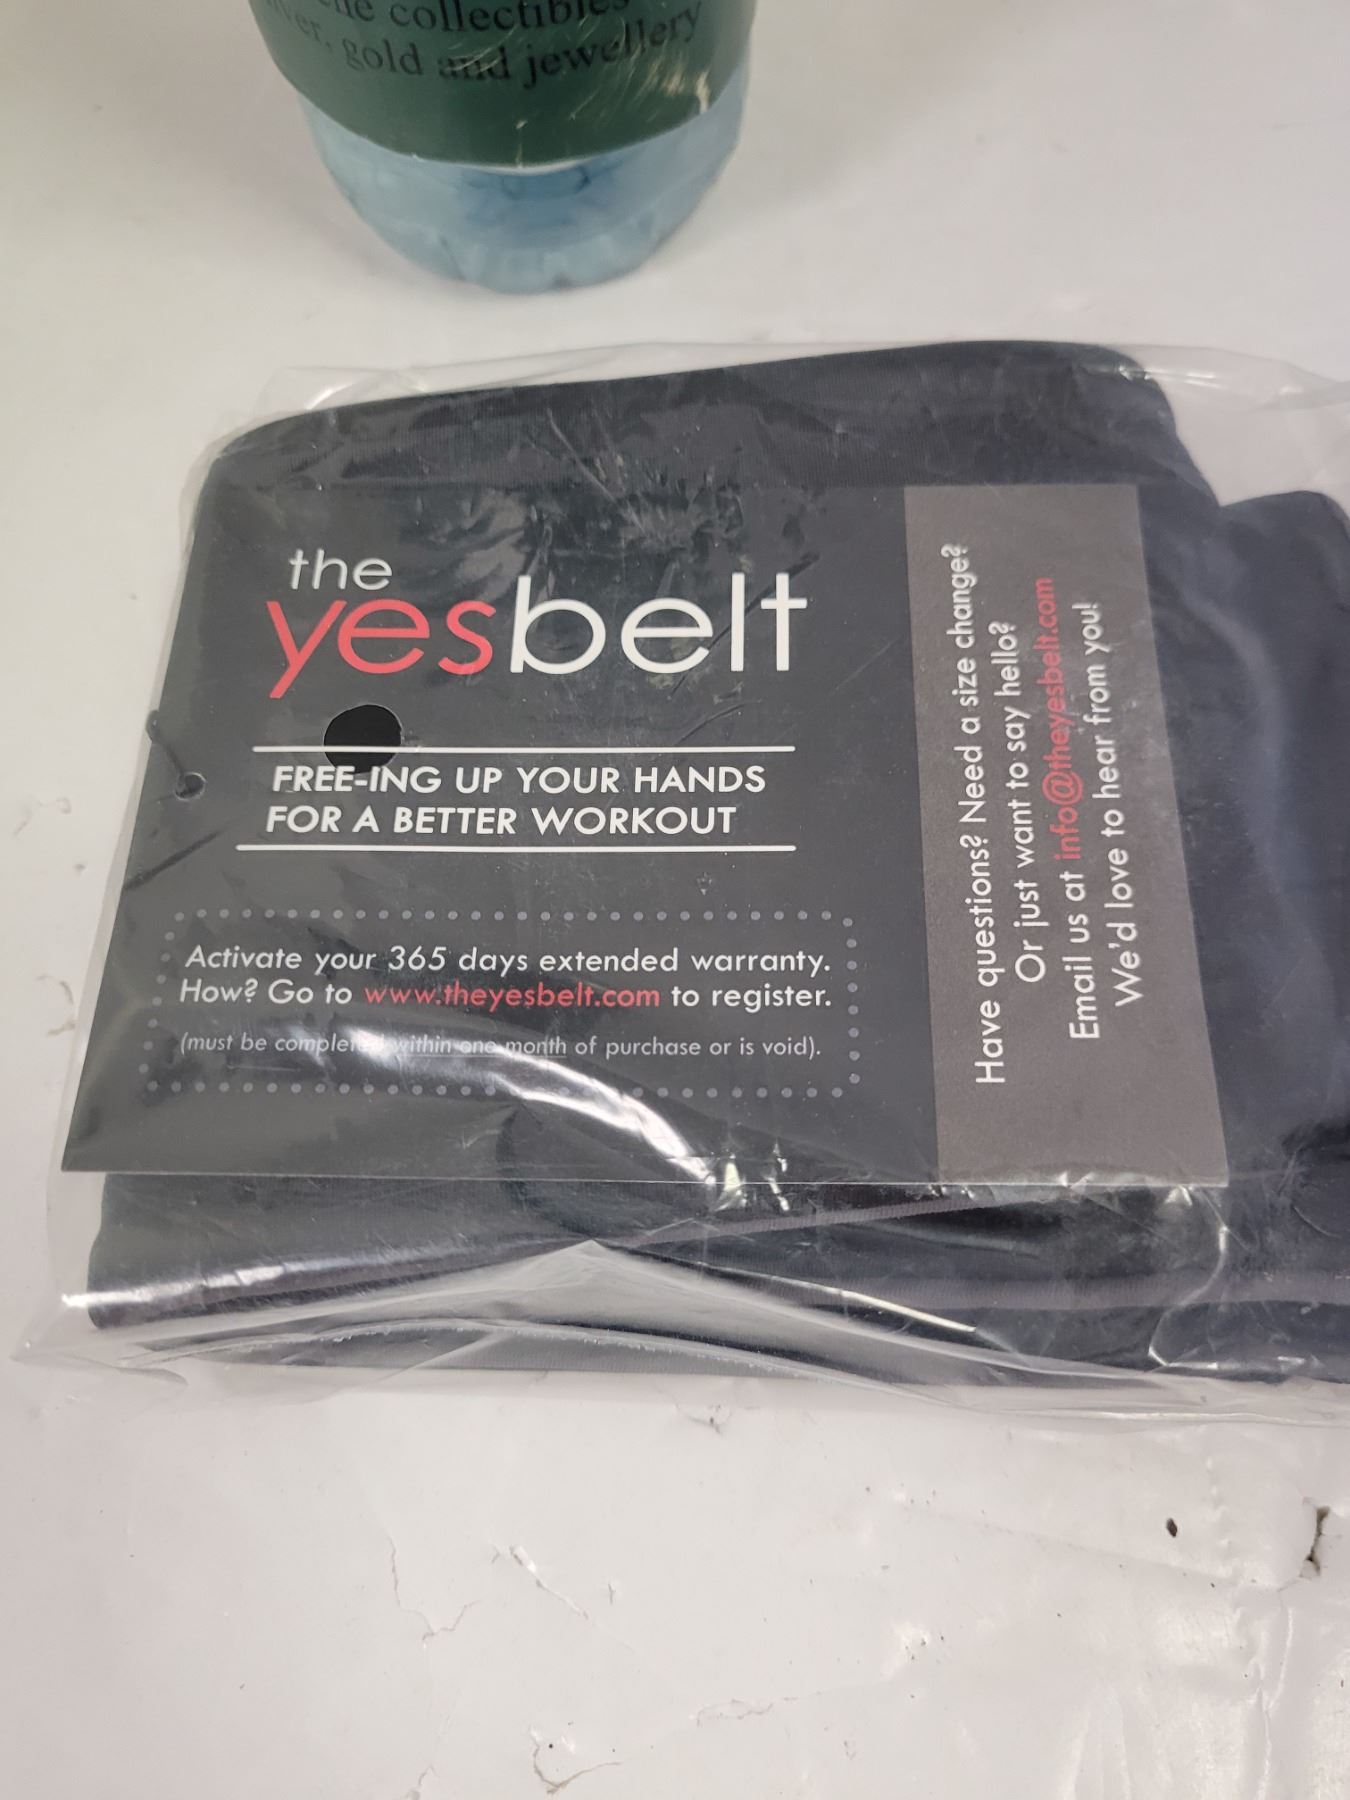 collectibles
gold and jewellery
the
yesbelt
FREE-ING UP YOUR HANDS
FOR A BETTER WORKOUT
Activate your 365 days extended warranty.
How? Go to www.theyesbelt.com to register.
(must be completed within one month of purchase or is void).
Have questions? Need a size change?
Or just want to say hello?
Email us at info@theyesbelt.com
We'd love to hear from you!